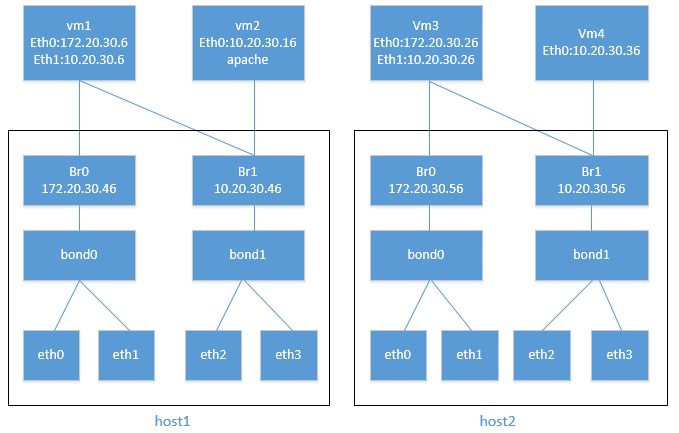 vm1
Eth0:172.20.30.6
Eth1:10.20.30.6
vm2
Eth0:10.20.30.16
apache
Vm3
Eth0:172.20.30.26
Eth1:10.20.30.26
Vm4
Eth0:10.20.30.36
Br0
172.20.30.46
Br1
10.20.30.46
Br0
172.20.30.56
Br1
10.20.30.56
bond0
bond1
bond0
bond1
eth0
eth1
eth2
eth3
eth0
eth1
eth2
eth3
host1
host2